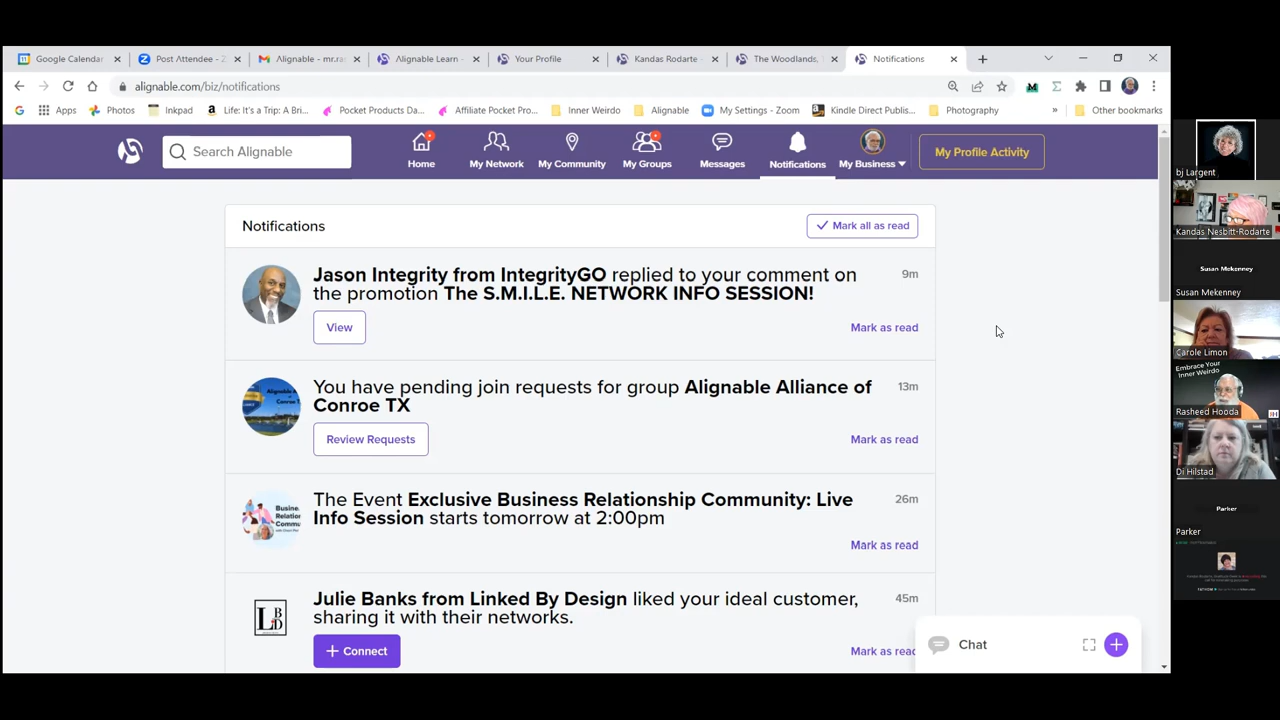 Google Calendar
Post Attendee - Z
Alignable - mr.ra
Alignable Learn -
Your Profile
Kandas Rodarte -
The Woodlands,
Notifications
alignable.com/biz/notifications
Apps
Photos
Inkpad
Life: It's a Trip: A Bri...
Pocket Products Da...
Affiliate Pocket Pro...
Inner Weirdo
Alignable
My Settings - Zoom
Kindle Direct Publis...
Photography
»
Other bookmarks
Search Alignable
Home
My Network
My Community
My Groups
Messages
Notifications
My Business
My Profile Activity
Notifications
Mark all as read
Jason Integrity from IntegrityGO replied to your comment on
the promotion The S.M.I.L.E. NETWORK INFO SESSION!
9m
View
Mark as read
You have pending join requests for group Alignable Alliance of
Conroe TX
13m
Review Requests
Mark as read
The Event Exclusive Business Relationship Community: Live
Info Session starts tomorrow at 2:00pm
26m
Mark as read
Julie Banks from Linked By Design liked your ideal customer,
sharing it with their networks.
45m
+ Connect
Mark as read
Chat
bj Largent
Kandas Nesbitt-Rodarte
Susan Mekenney
Susan Mekenney
Carole Limon
Embrace Your
Inner Weirdo
Rasheed Hooda
Di Hilstad
Parker
Parker